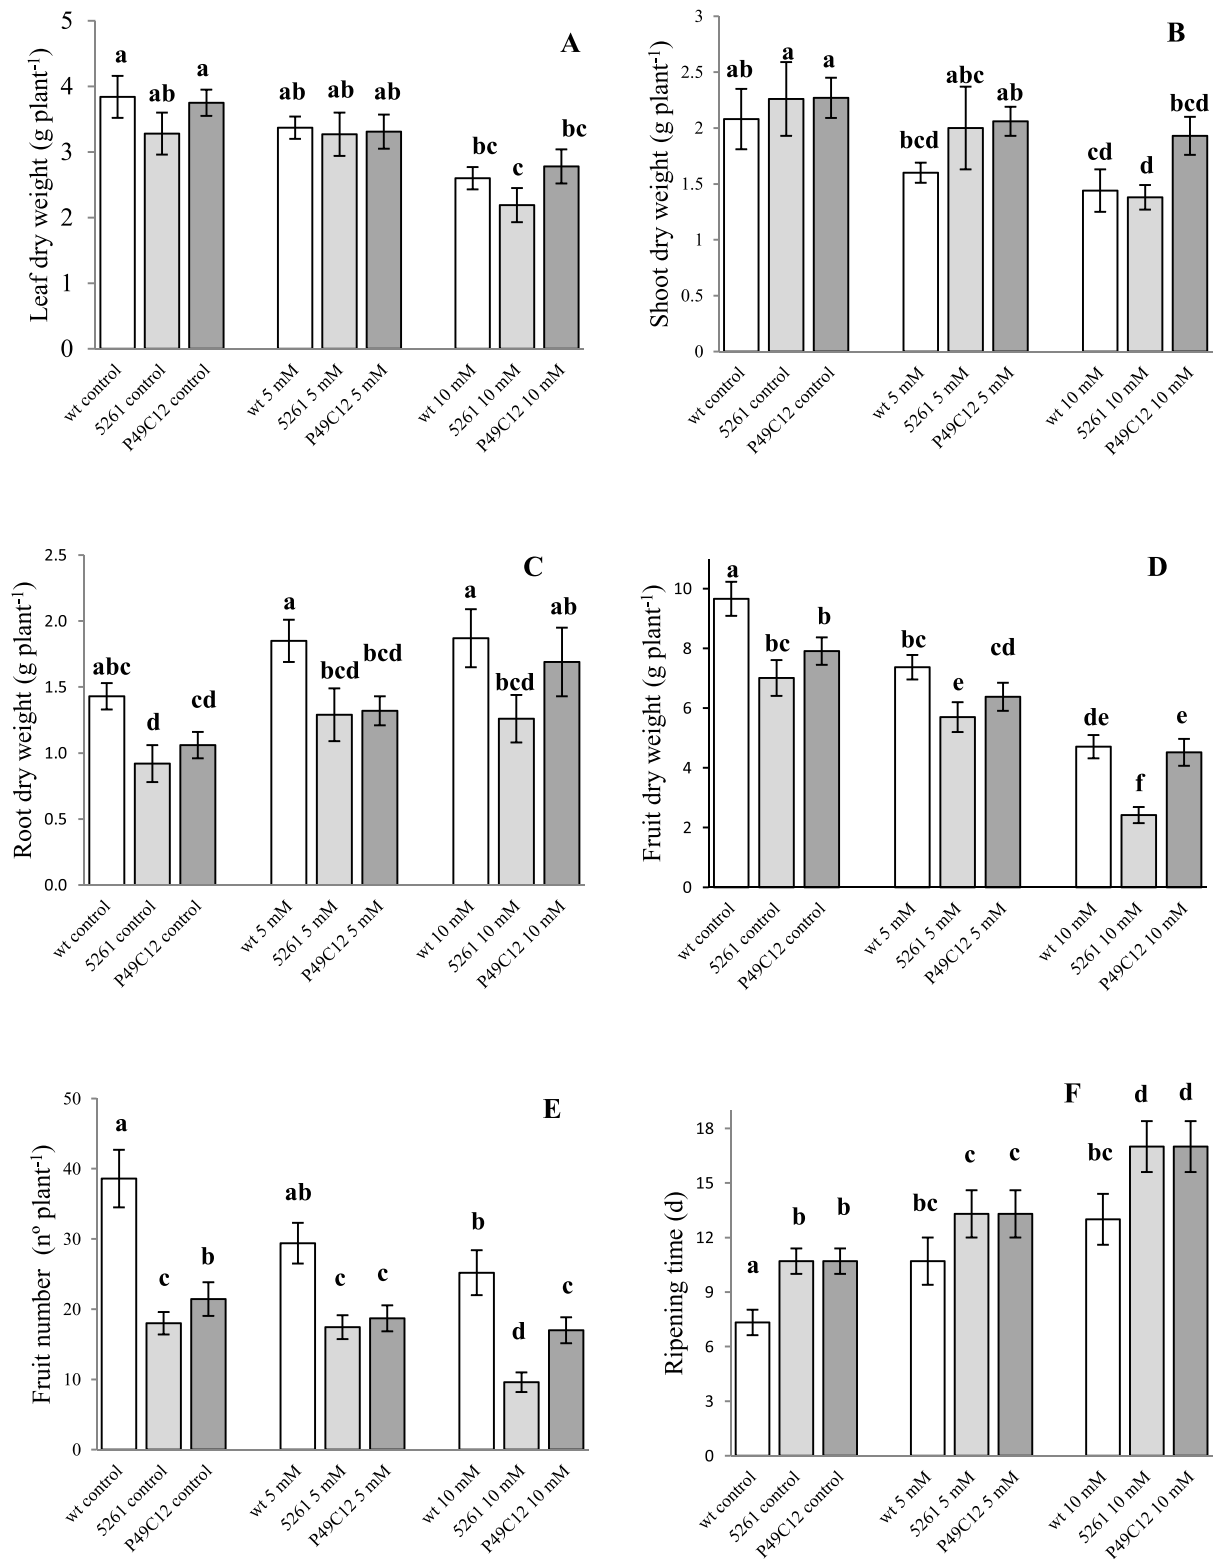 A
Leaf dry weight (g plant-1)
5
4
3
2
1
0
a
ab
a
ab
ab
ab
bc
c
bc
wt control
5261 control
P49C12 control
wt 5 mM
5261 5 mM
P49C12 5 mM
wt 10 mM
5261 10 mM
P49C12 10 mM
B
Shoot dry weight (g plant-1)
3
2.5
2
1.5
1
0.5
0
ab
a
a
bcd
abc
ab
cd
d
bcd
wt control
5261 control
P49C12 control
wt 5 mM
5261 5 mM
P49C12 5 mM
wt 10 mM
5261 10 mM
P49C12 10 mM
C
Root dry weight (g plant-1)
2.5
2.0
1.5
1.0
0.5
0.0
abc
d
cd
a
bcd
bcd
a
bcd
ab
wt control
5261 control
P49C12 control
wt 5 mM
5261 5 mM
P49C12 5 mM
wt 10 mM
5261 10 mM
P49C12 10 mM
D
Fruit dry weight (g plant-1)
10
8
6
4
2
0
a
bc
b
bc
e
cd
de
f
e
wt control
5261 control
P49C12 control
wt 5 mM
5261 5 mM
P49C12 5 mM
wt 10 mM
5261 10 mM
P49C12 10 mM
E
Fruit number (nº plant-1)
50
40
30
20
10
0
a
c
b
ab
c
c
b
d
c
wt control
5261 control
P49C12 control
wt 5 mM
5261 5 mM
P49C12 5 mM
wt 10 mM
5261 10 mM
P49C12 10 mM
F
Ripening time (d)
18
15
12
9
6
3
0
a
b
b
bc
c
c
bc
d
d
wt control
5261 control
P49C12 control
wt 5 mM
5261 5 mM
P49C12 5 mM
wt 10 mM
5261 10 mM
P49C12 10 mM